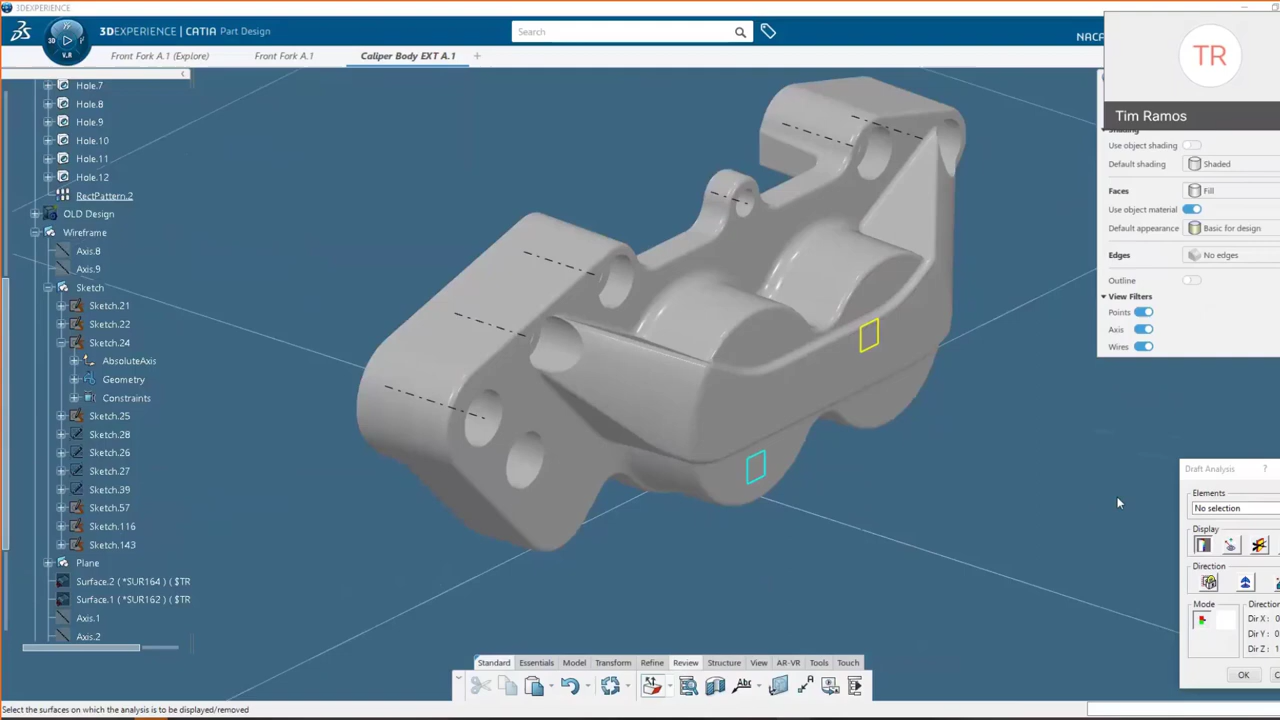 3DEXPERIENCE
3DEXPERIENCE | CATIA Part Design
Search
NACA
3D
V.R
Front Fork A.1 (Explore)
Front Fork A.1
Caliper Body EXT A.1
TR
Tim Ramos
Hole.7
Hole.8
Hole.9
Hole.10
Hole.11
Hole.12
RectPattern.2
OLD Design
Wireframe
Axis.8
Axis.9
Sketch
Sketch.21
Sketch.22
Sketch.24
AbsoluteAxis
Geometry
Constraints
Sketch.25
Sketch.28
Sketch.26
Sketch.27
Sketch.39
Sketch.57
Sketch.116
Sketch.143
Plane
Surface.2 ( *SUR164) ( $TR
Surface.1 ( *SUR162) ( $TR
Axis.1
Axis.2
Shading
Use object shading
Default shading Shaded
Faces Fill
Use object material
Default appearance Basic for design
Edges No edges
Outline
View Filters
Points
Axis
Wires
Draft Analysis ?
Elements
No selection
Display
Direction
Mode
Direction
Dir X : 0
Dir Y : 0
Dir Z : 1
OK
Standard Essentials Model Transform Refine Review Structure View AR-VR Tools Touch
Abc
Select the surfaces on which the analysis is to be displayed/removed